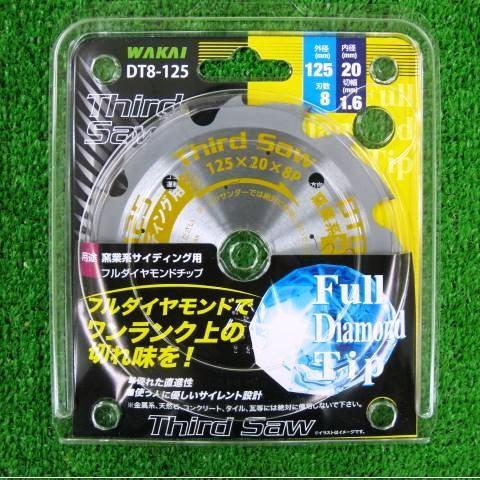 WAKAI
DT8-125
外径 (mm) 125
内径 (mm) 20
刃数 8
切幅 (mm) 1.6
Third Saw
Full Diamond Tip
Third Saw
125×20×8P
用途 窯業系サイディング用
フルダイヤモンドチップ
フルダイヤモンドで
ワンランク上の
切れ味を!
Full
Diamond
Tip
■優れた直進性
■使う人に優しいサイレント設計
※金属系、天然石、コンクリート、タイル、瓦等には絶対に使用しないで下さい。
※イラストはイメージです。
Third Saw